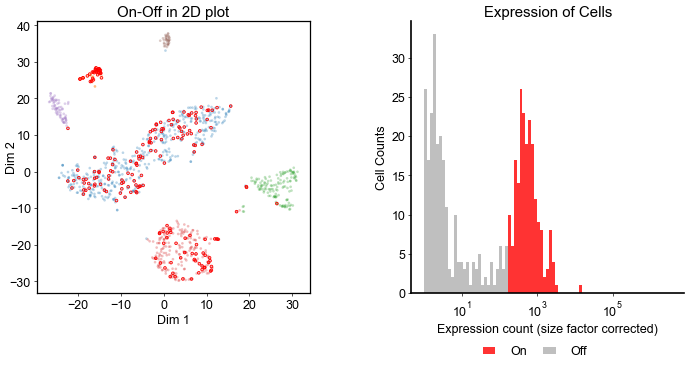 On-Off in 2D plot
40
30
20
10
0
−10
−20
−30
Dim 2
−20 −10 0 10 20 30
Dim 1
Expression of Cells
30
25
20
15
10
5
0
Cell Counts
10^1 10^3 10^5
Expression count (size factor corrected)
On Off